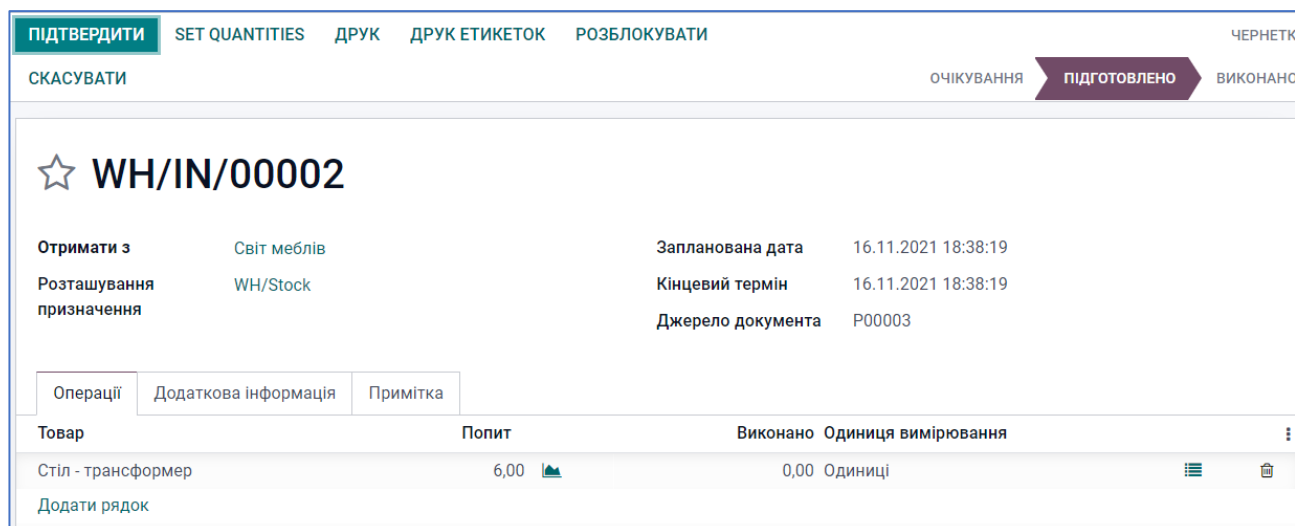 ПІДТВЕРДИТИ SET QUANTITIES ДРУК ДРУК ЕТИКЕТОК РОЗБЛОКУВАТИ ЧЕРНЕТК
СКАСУВАТИ ОЧІКУВАННЯ ПІДГОТОВЛЕНО ВИКОНАНО
WH/IN/00002
Отримати з Світ меблів Запланована дата 16.11.2021 18:38:19
Розташування WH/Stock Кінцевий термін 16.11.2021 18:38:19
призначення
Джерело документа P00003
Операції Додаткова інформація Примітка
Товар Попит Виконано Одиниця вимірювання
Стіл - трансформер 6,00 0,00 Одиниці
Додати рядок